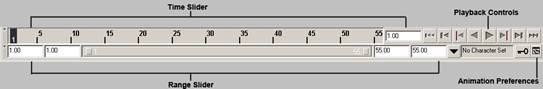 Time Slider
Playback Controls
1 5 10 15 20 25 30 35 40 45 50 55 1.00
1.00 1.00 55.00 55.00 No Character Set
Range Slider
Animation Preferences